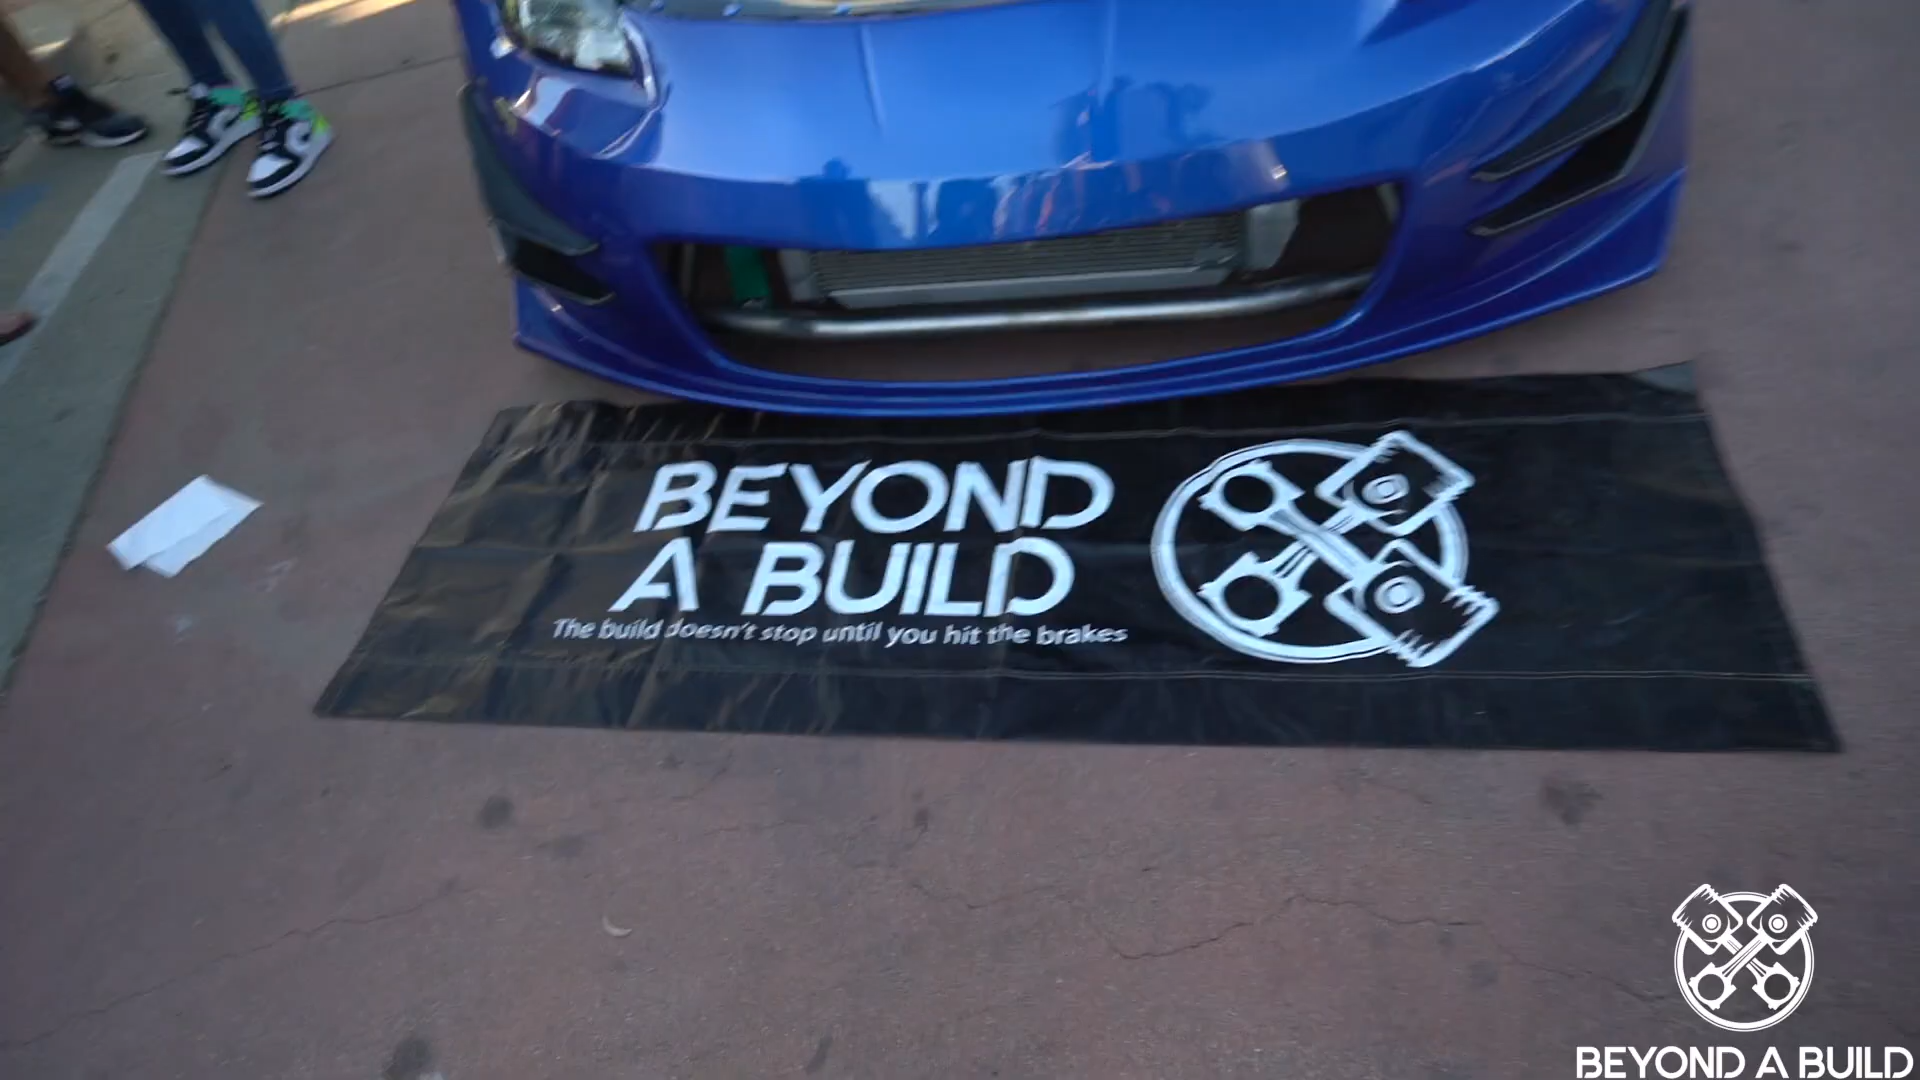 BEYOND
A BUILD
The build doesn't stop until you hit the brakes
BEYOND A BUILD